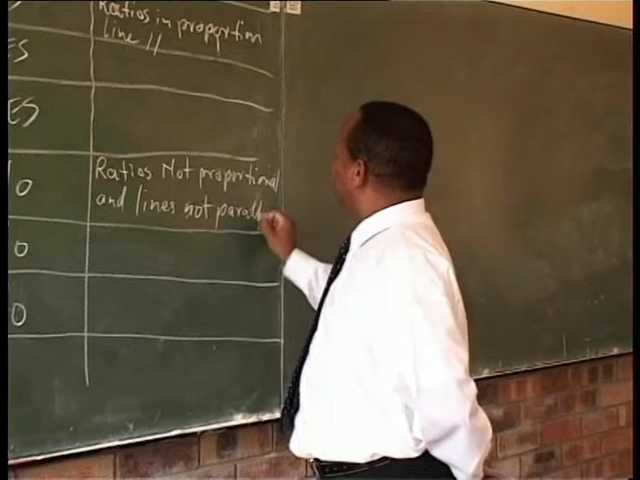 Ratios in proportion
line //
ES
ES
Ratios Not proportional
O
and lines not parall
O
O